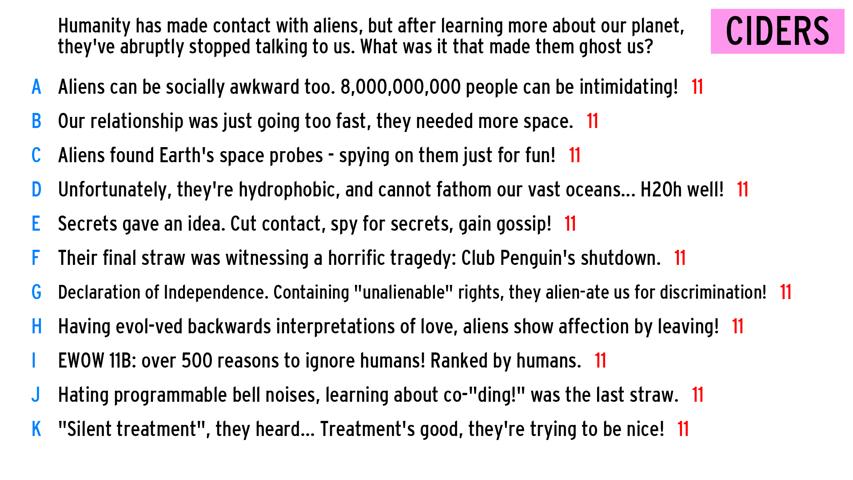 Humanity has made contact with aliens, but after learning more about our planet,
they've abruptly stopped talking to us. What was it that made them ghost us?
CIDERS
A Aliens can be socially awkward too. 8,000,000,000 people can be intimidating! 11
B Our relationship was just going too fast, they needed more space. 11
C Aliens found Earth's space probes - spying on them just for fun! 11
D Unfortunately, they're hydrophobic, and cannot fathom our vast oceans... H2Oh well! 11
E Secrets gave an idea. Cut contact, spy for secrets, gain gossip! 11
F Their final straw was witnessing a horrific tragedy: Club Penguin's shutdown. 11
G Declaration of Independence. Containing "unalienable" rights, they alien-ate us for discrimination! 11
H Having evol-ved backwards interpretations of love, aliens show affection by leaving! 11
I EWOW 11B: over 500 reasons to ignore humans! Ranked by humans. 11
J Hating programmable bell noises, learning about co-"ding!" was the last straw. 11
K "Silent treatment", they heard... Treatment's good, they're trying to be nice! 11